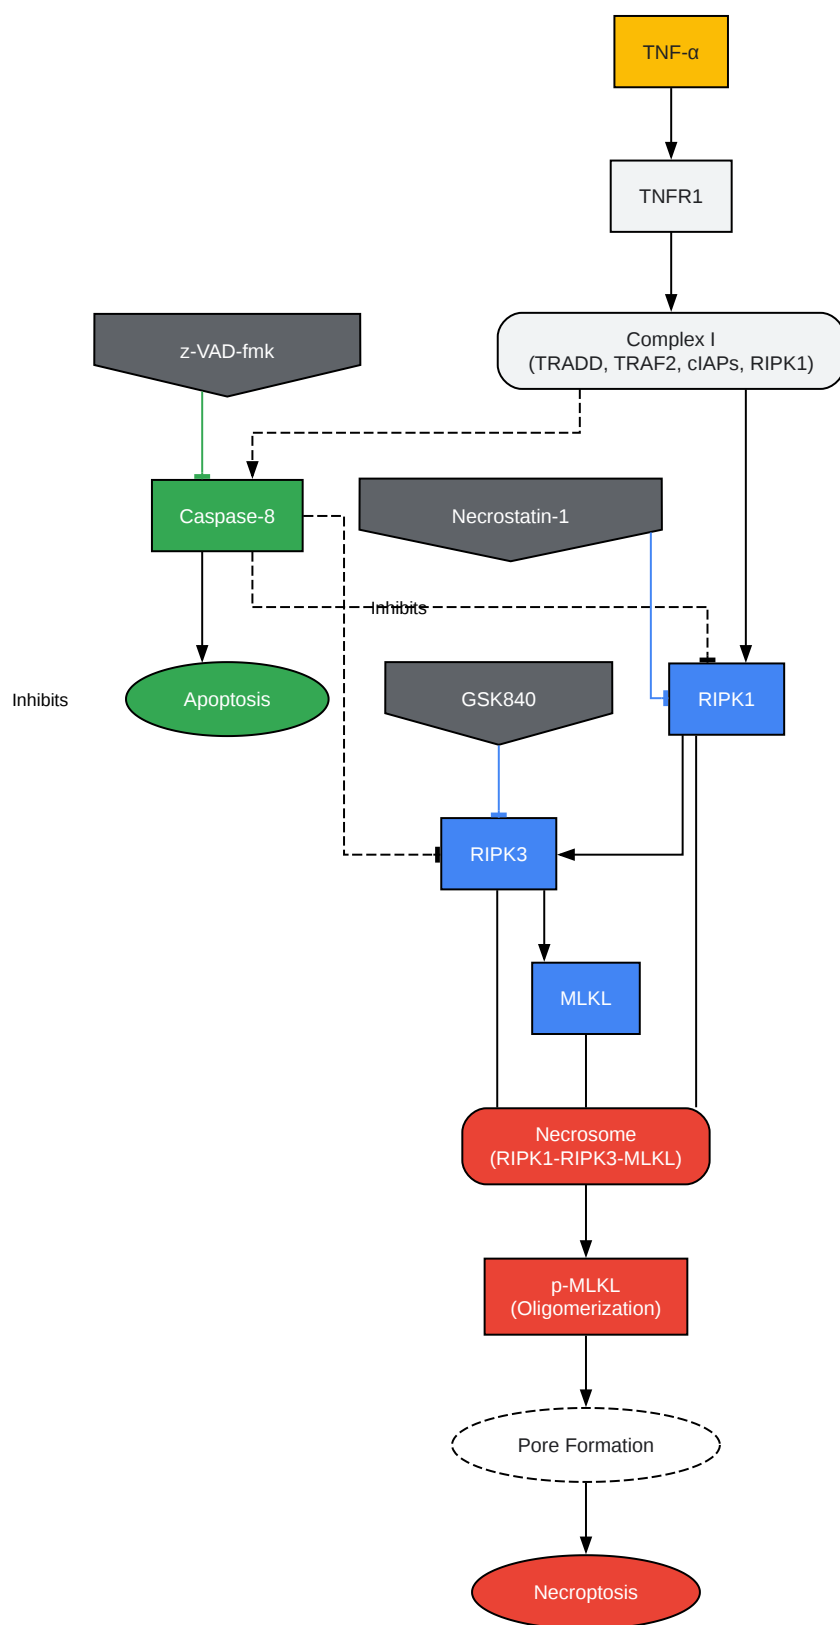 TNF-α
TNFR1
Complex I
(TRADD, TRAF2, cIAPs, RIPK1)
z-VAD-fmk
Caspase-8
Necrostatin-1
Inhibits
Inhibits
Apoptosis
GSK840
RIPK1
RIPK3
MLKL
Necrosome
(RIPK1-RIPK3-MLKL)
p-MLKL
(Oligomerization)
Pore Formation
Necroptosis